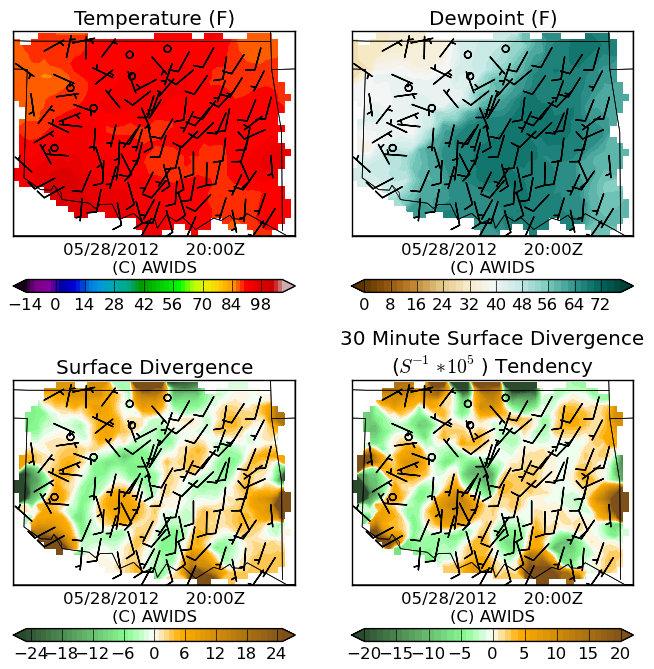 Temperature (F)
Dewpoint (F)
05/28/2012 20:00Z
(C) AWIDS
05/28/2012 20:00Z
(C) AWIDS
−14 0 14 28 42 56 70 84 98
0 8 16 24 32 40 48 56 64 72
Surface Divergence
30 Minute Surface Divergence
(S⁻¹ *10⁵ ) Tendency
05/28/2012 20:00Z
(C) AWIDS
05/28/2012 20:00Z
(C) AWIDS
−24 −18 −12 −6 0 6 12 18 24
−20 −15 −10 −5 0 5 10 15 20